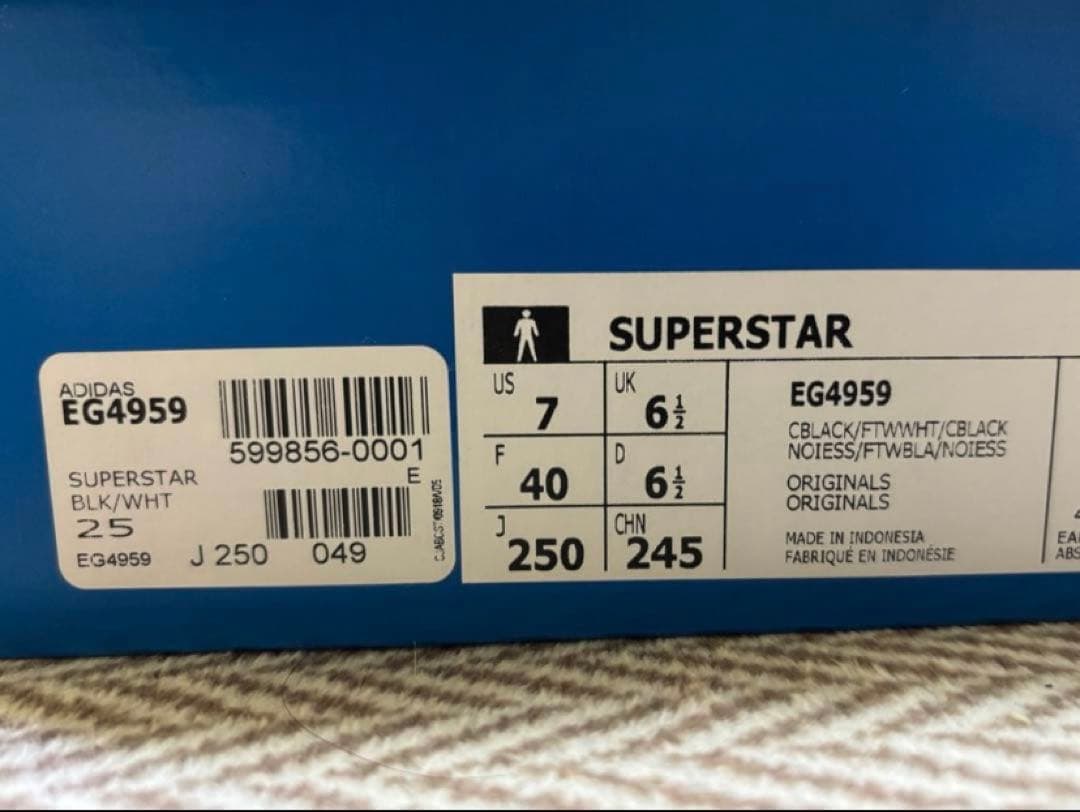 ADIDAS
EG4959
599856-0001
E
SUPERSTAR
BLK/WHT
25
EG4959 J 250 049
SUPERSTAR
US 7 UK 6½
F 40 D 6½
J 250 CHN 245
EG4959
CBLACK/FTWWHT/CBLACK
NOIESS/FTWBLA/NOIESS
ORIGINALS
ORIGINALS
MADE IN INDONESIA
FABRIQUÉ EN INDONÉSIE